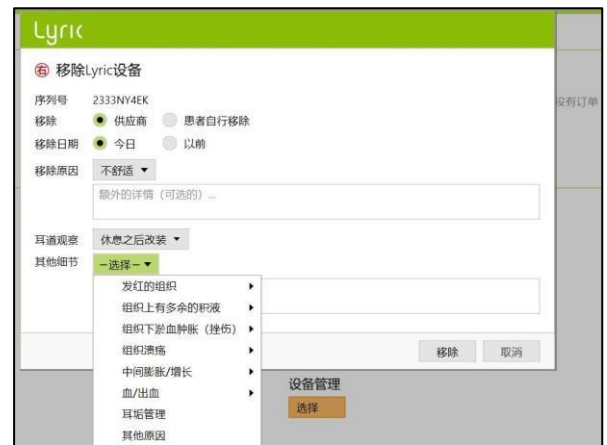 Lyric
右 移除Lyric设备
序列号 2333NY4EK
移除 供应商 患者自行移除
移除日期 今日 以前
移除原因 不舒适
额外的详情（可选的）...
耳道观察 休息之后改装
其他细节 －选择－
发红的组织
组织上有多余的积液
组织下淤血肿胀（挫伤）
组织溃疡
中间膨胀/增长
血/出血
耳垢管理
其他原因
移除 取消
设备管理
选择
没有订单